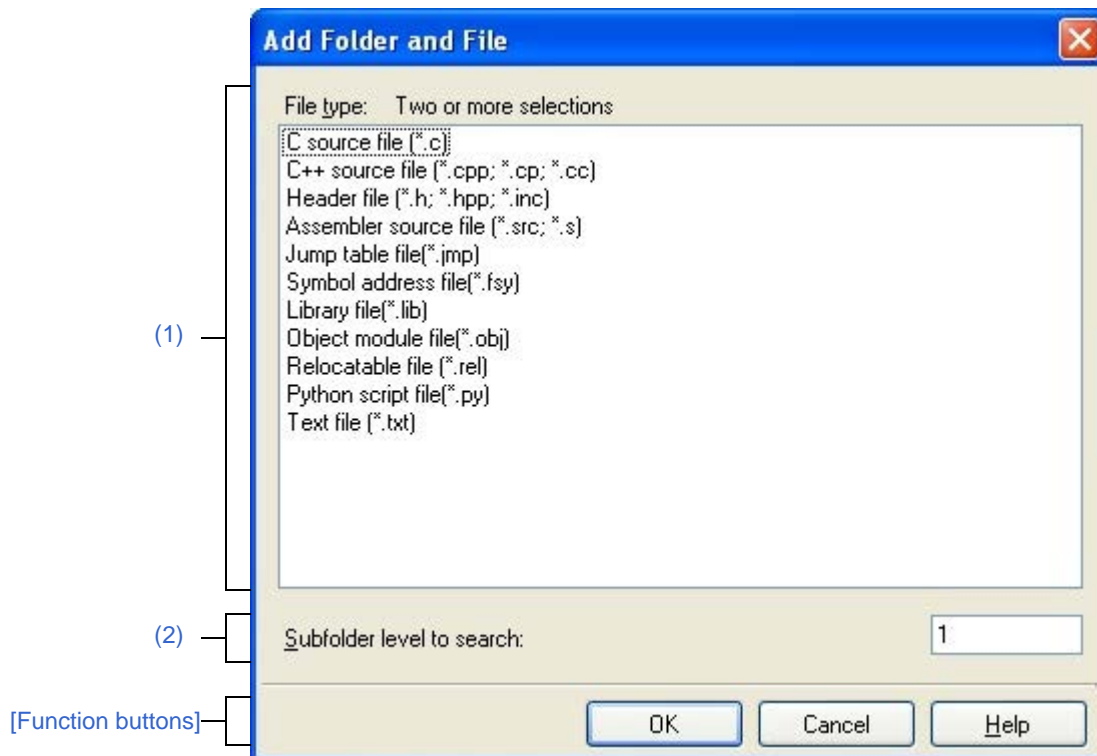 Add Folder and File
File type: Two or more selections
C source file (*.c)
C++ source file (*.cpp; *.cp; *.cc)
Header file (*.h; *.hpp; *.inc)
Assembler source file (*.src; *.s)
Jump table file(*.jmp)
Symbol address file(*.fsy)
Library file(*.lib)
Object module file(*.obj)
Relocatable file (*.rel)
Python script file(*.py)
Text file (*.txt)
(1)
(2)
Subfolder level to search: 1
[Function buttons]
OK Cancel Help